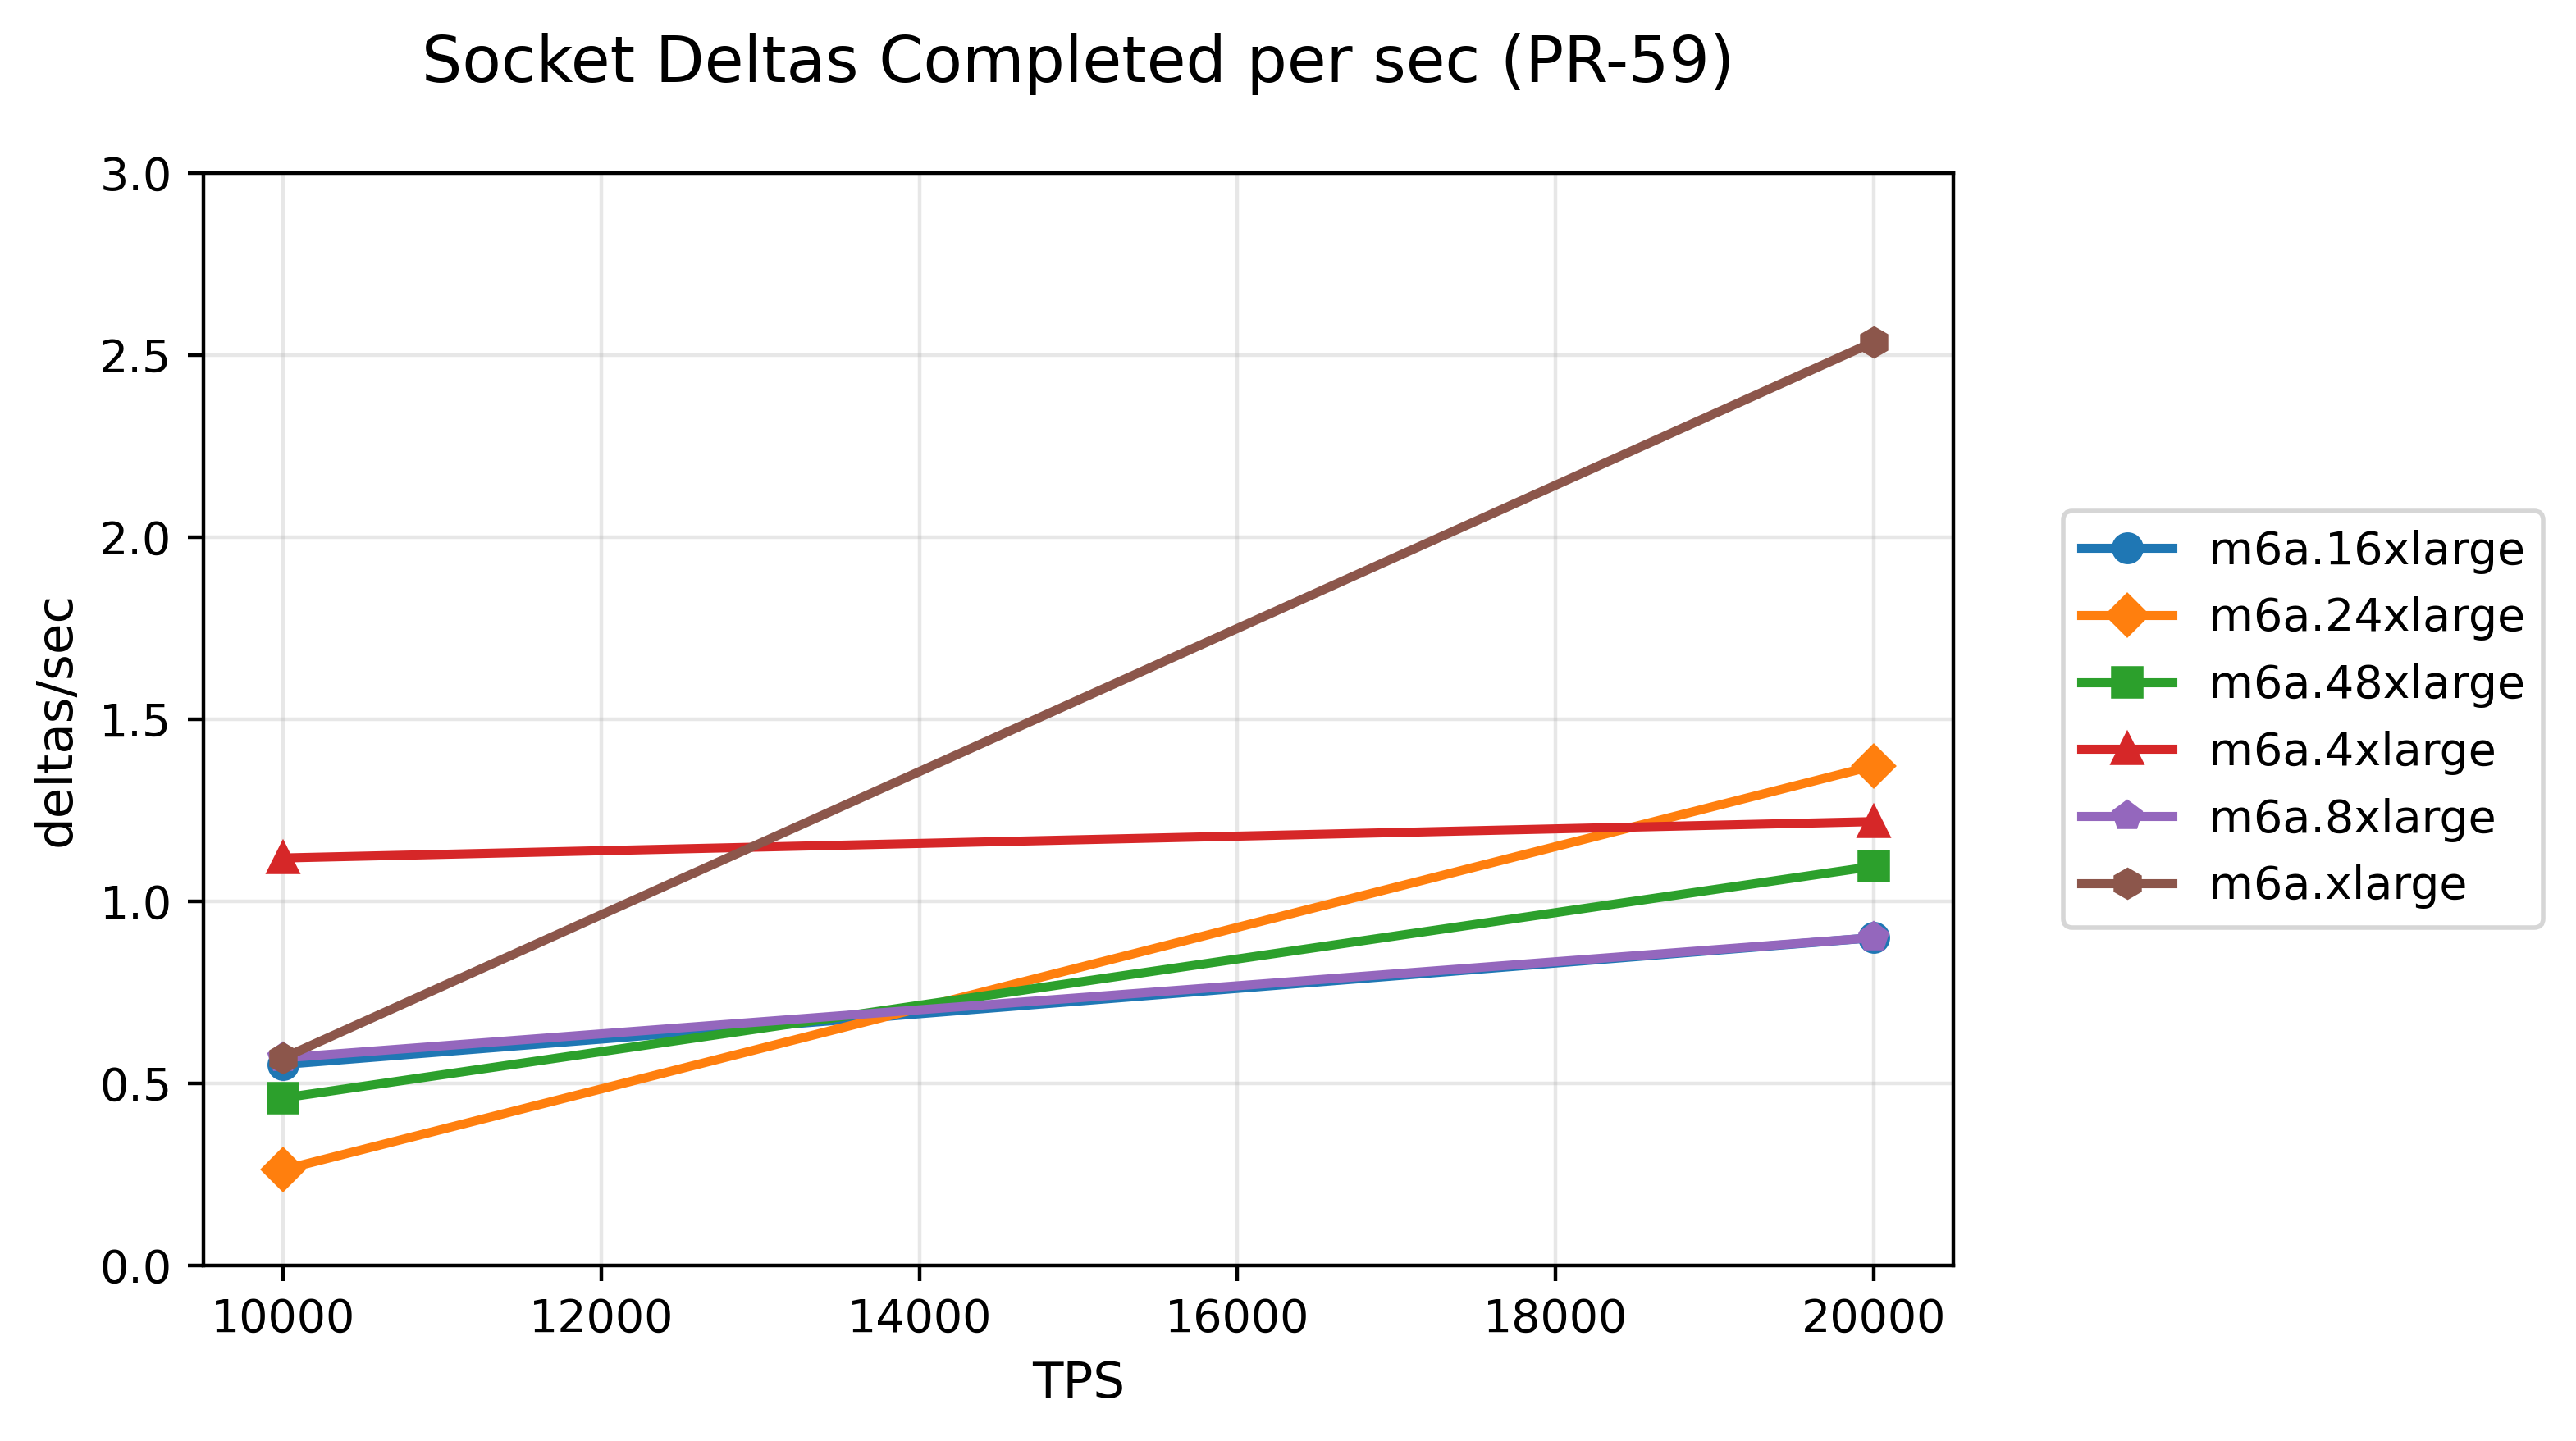 Socket Deltas Completed per sec (PR-59)
3.0
2.5
2.0
1.5
1.0
0.5
0.0
deltas/sec
10000 12000 14000 16000 18000 20000
TPS
m6a.16xlarge
m6a.24xlarge
m6a.48xlarge
m6a.4xlarge
m6a.8xlarge
m6a.xlarge